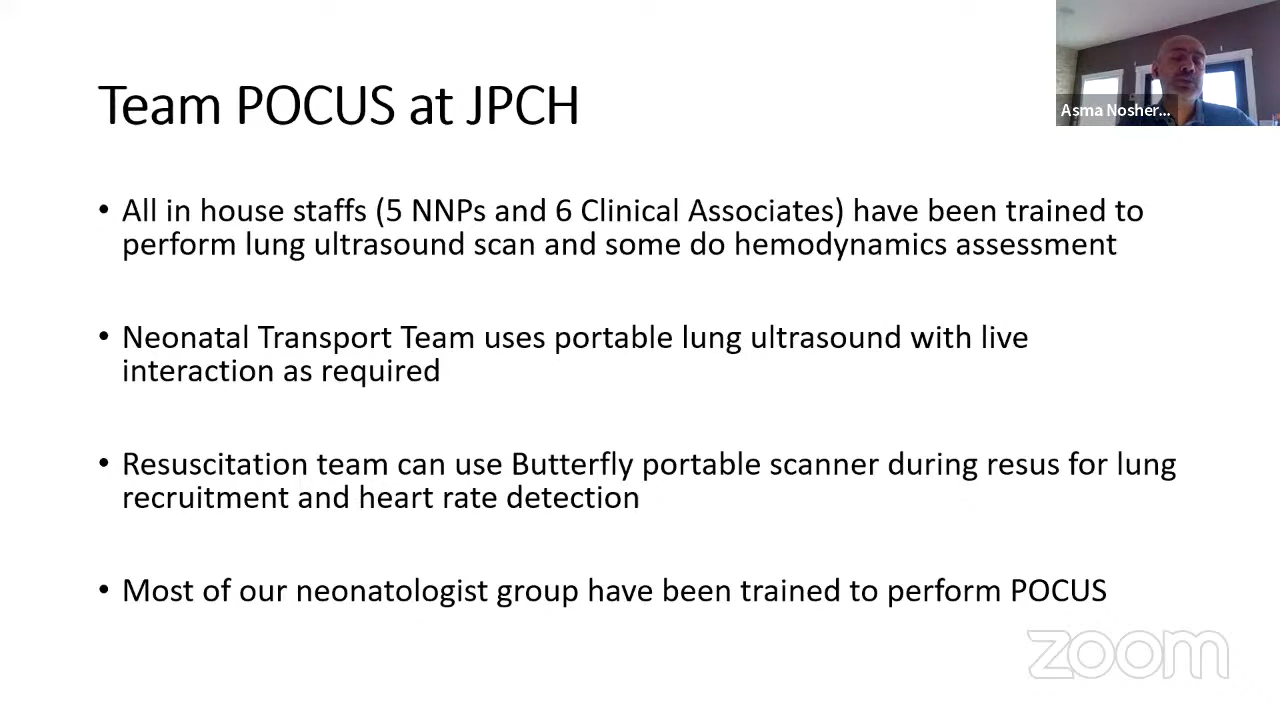 Team POCUS at JPCH
Asma Nosher...
• All in house staffs (5 NNPs and 6 Clinical Associates) have been trained to
perform lung ultrasound scan and some do hemodynamics assessment
• Neonatal Transport Team uses portable lung ultrasound with live
interaction as required
• Resuscitation team can use Butterfly portable scanner during resus for lung
recruitment and heart rate detection
• Most of our neonatologist group have been trained to perform POCUS
zoom